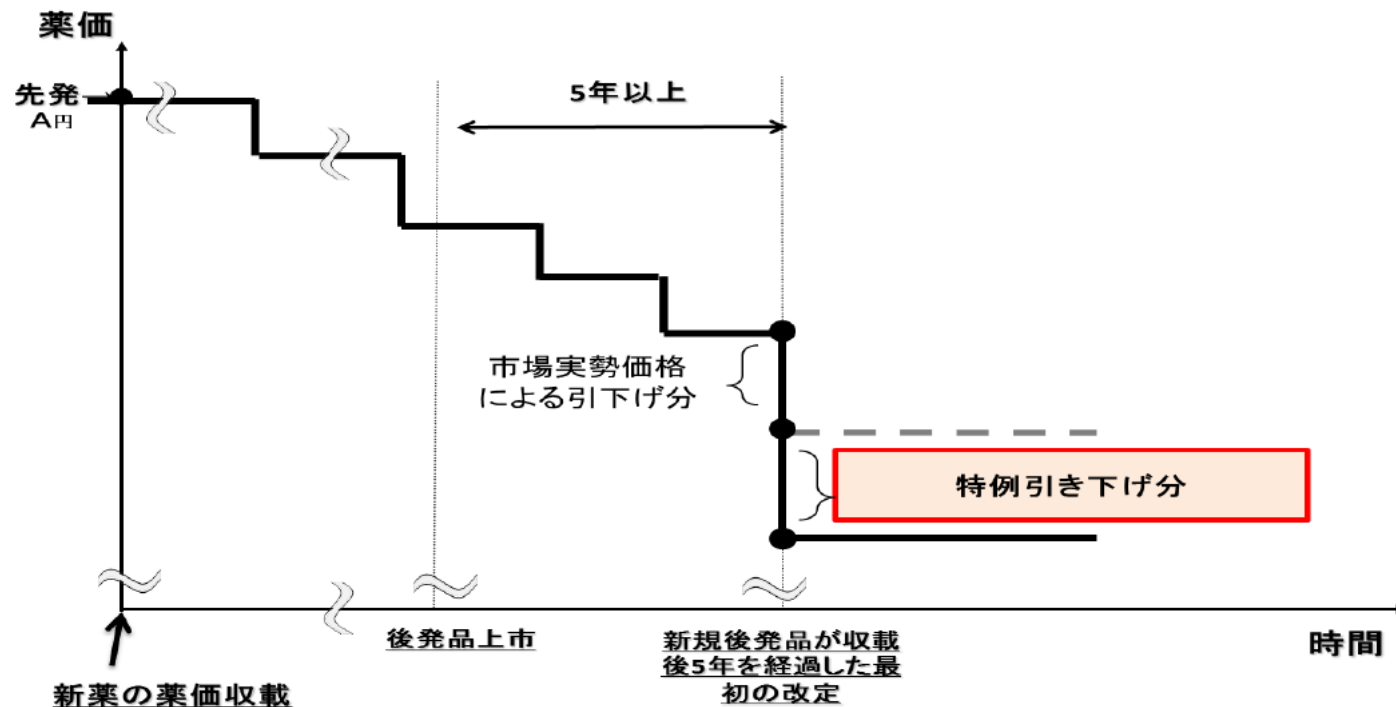 薬価
先発
A円
5年以上
市場実勢価格
による引下げ分
特例引き下げ分
後発品上市
新規後発品が収載
後5年を経過した最
初の改定
時間
新薬の薬価収載